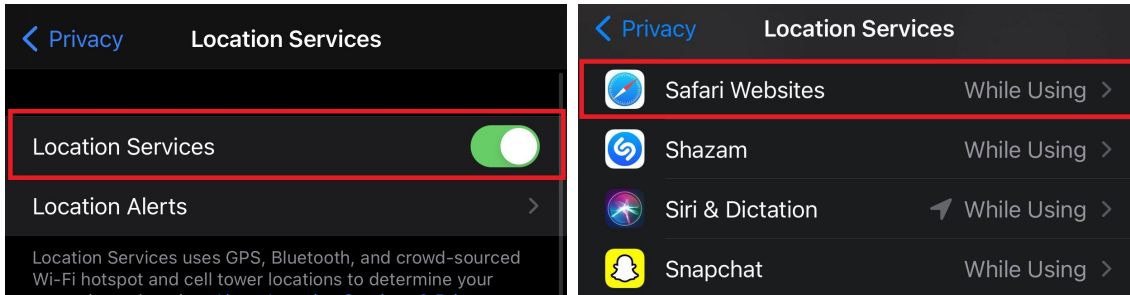 Privacy
Location Services
Location Services
Location Alerts
Location Services uses GPS, Bluetooth, and crowd-sourced
Wi-Fi hotspot and cell tower locations to determine your
Privacy
Location Services
Safari Websites While Using
Shazam While Using
Siri & Dictation While Using
Snapchat While Using